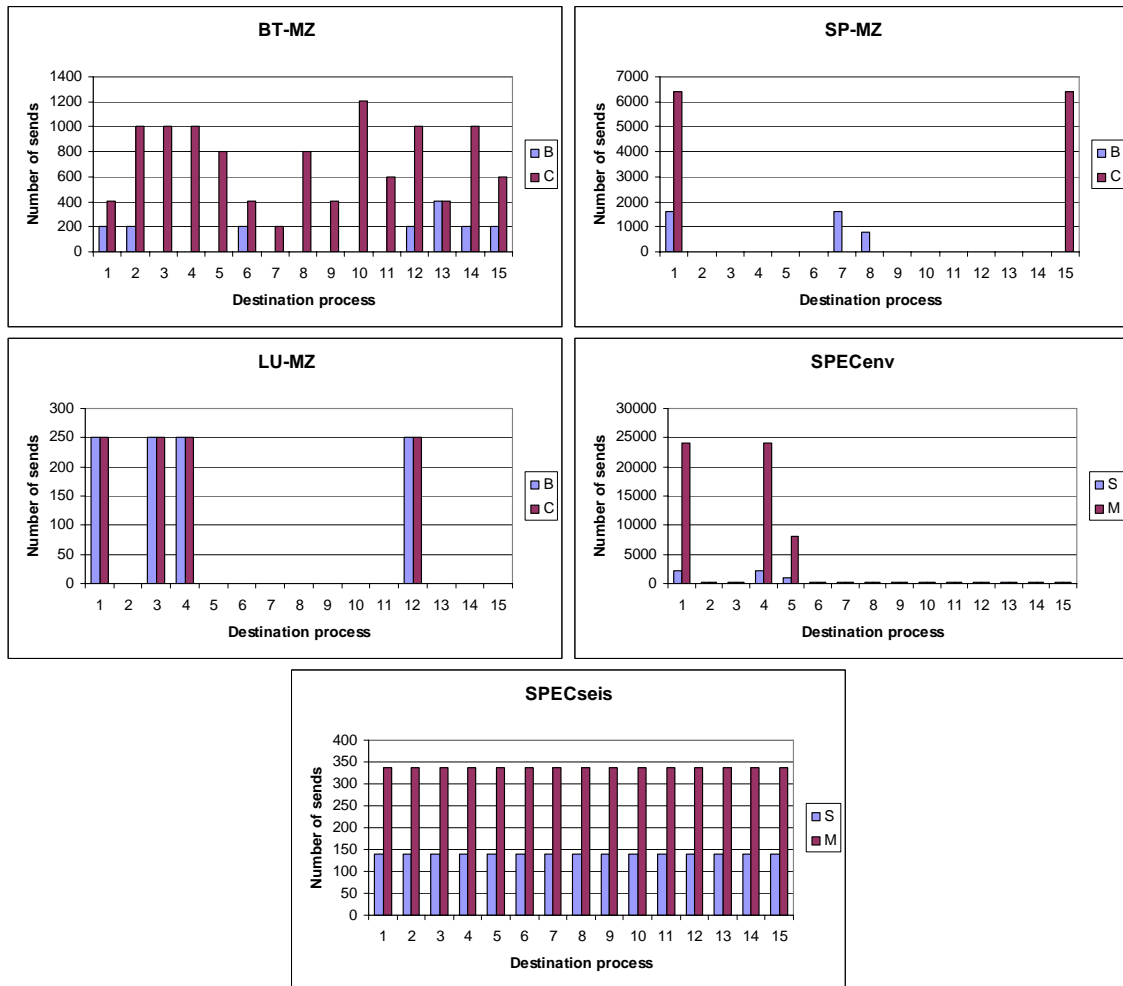 BT-MZ
1400
1200
1000
800
600
400
200
0
Number of sends
1 2 3 4 5 6 7 8 9 10 11 12 13 14 15
Destination process
B
C
SP-MZ
7000
6000
5000
4000
3000
2000
1000
0
Number of sends
1 2 3 4 5 6 7 8 9 10 11 12 13 14 15
Destination process
B
C
LU-MZ
300
250
200
150
100
50
0
Number of sends
1 2 3 4 5 6 7 8 9 10 11 12 13 14 15
Destination process
B
C
SPECenv
30000
25000
20000
15000
10000
5000
0
Number of sends
1 2 3 4 5 6 7 8 9 10 11 12 13 14 15
Destination process
S
M
SPECseis
400
350
300
250
200
150
100
50
0
Number of sends
1 2 3 4 5 6 7 8 9 10 11 12 13 14 15
Destination process
S
M